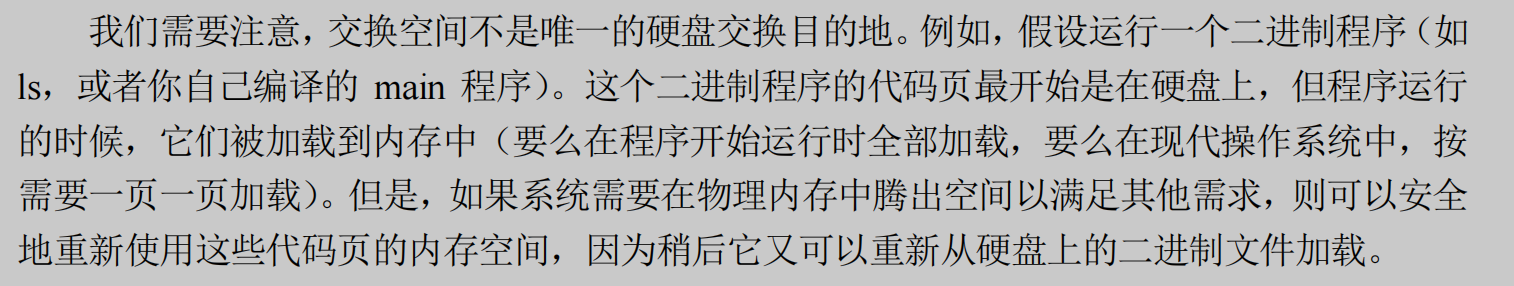 我们需要注意，交换空间不是唯一的硬盘交换目的地。例如，假设运行一个二进制程序（如
ls，或者你自己编译的 main 程序）。这个二进制程序的代码页最开始是在硬盘上，但程序运行
的时候，它们被加载到内存中（要么在程序开始运行时全部加载，要么在现代操作系统中，按
需要一页一页加载）。但是，如果系统需要在物理内存中腾出空间以满足其他需求，则可以安全
地重新使用这些代码页的内存空间，因为稍后它又可以重新从硬盘上的二进制文件加载。